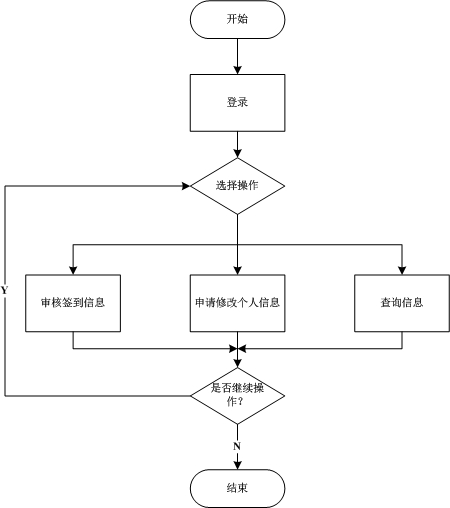 开始
登录
选择操作
审核签到信息
申请修改个人信息
查询信息
Y
是否继续操
作？
N
结束